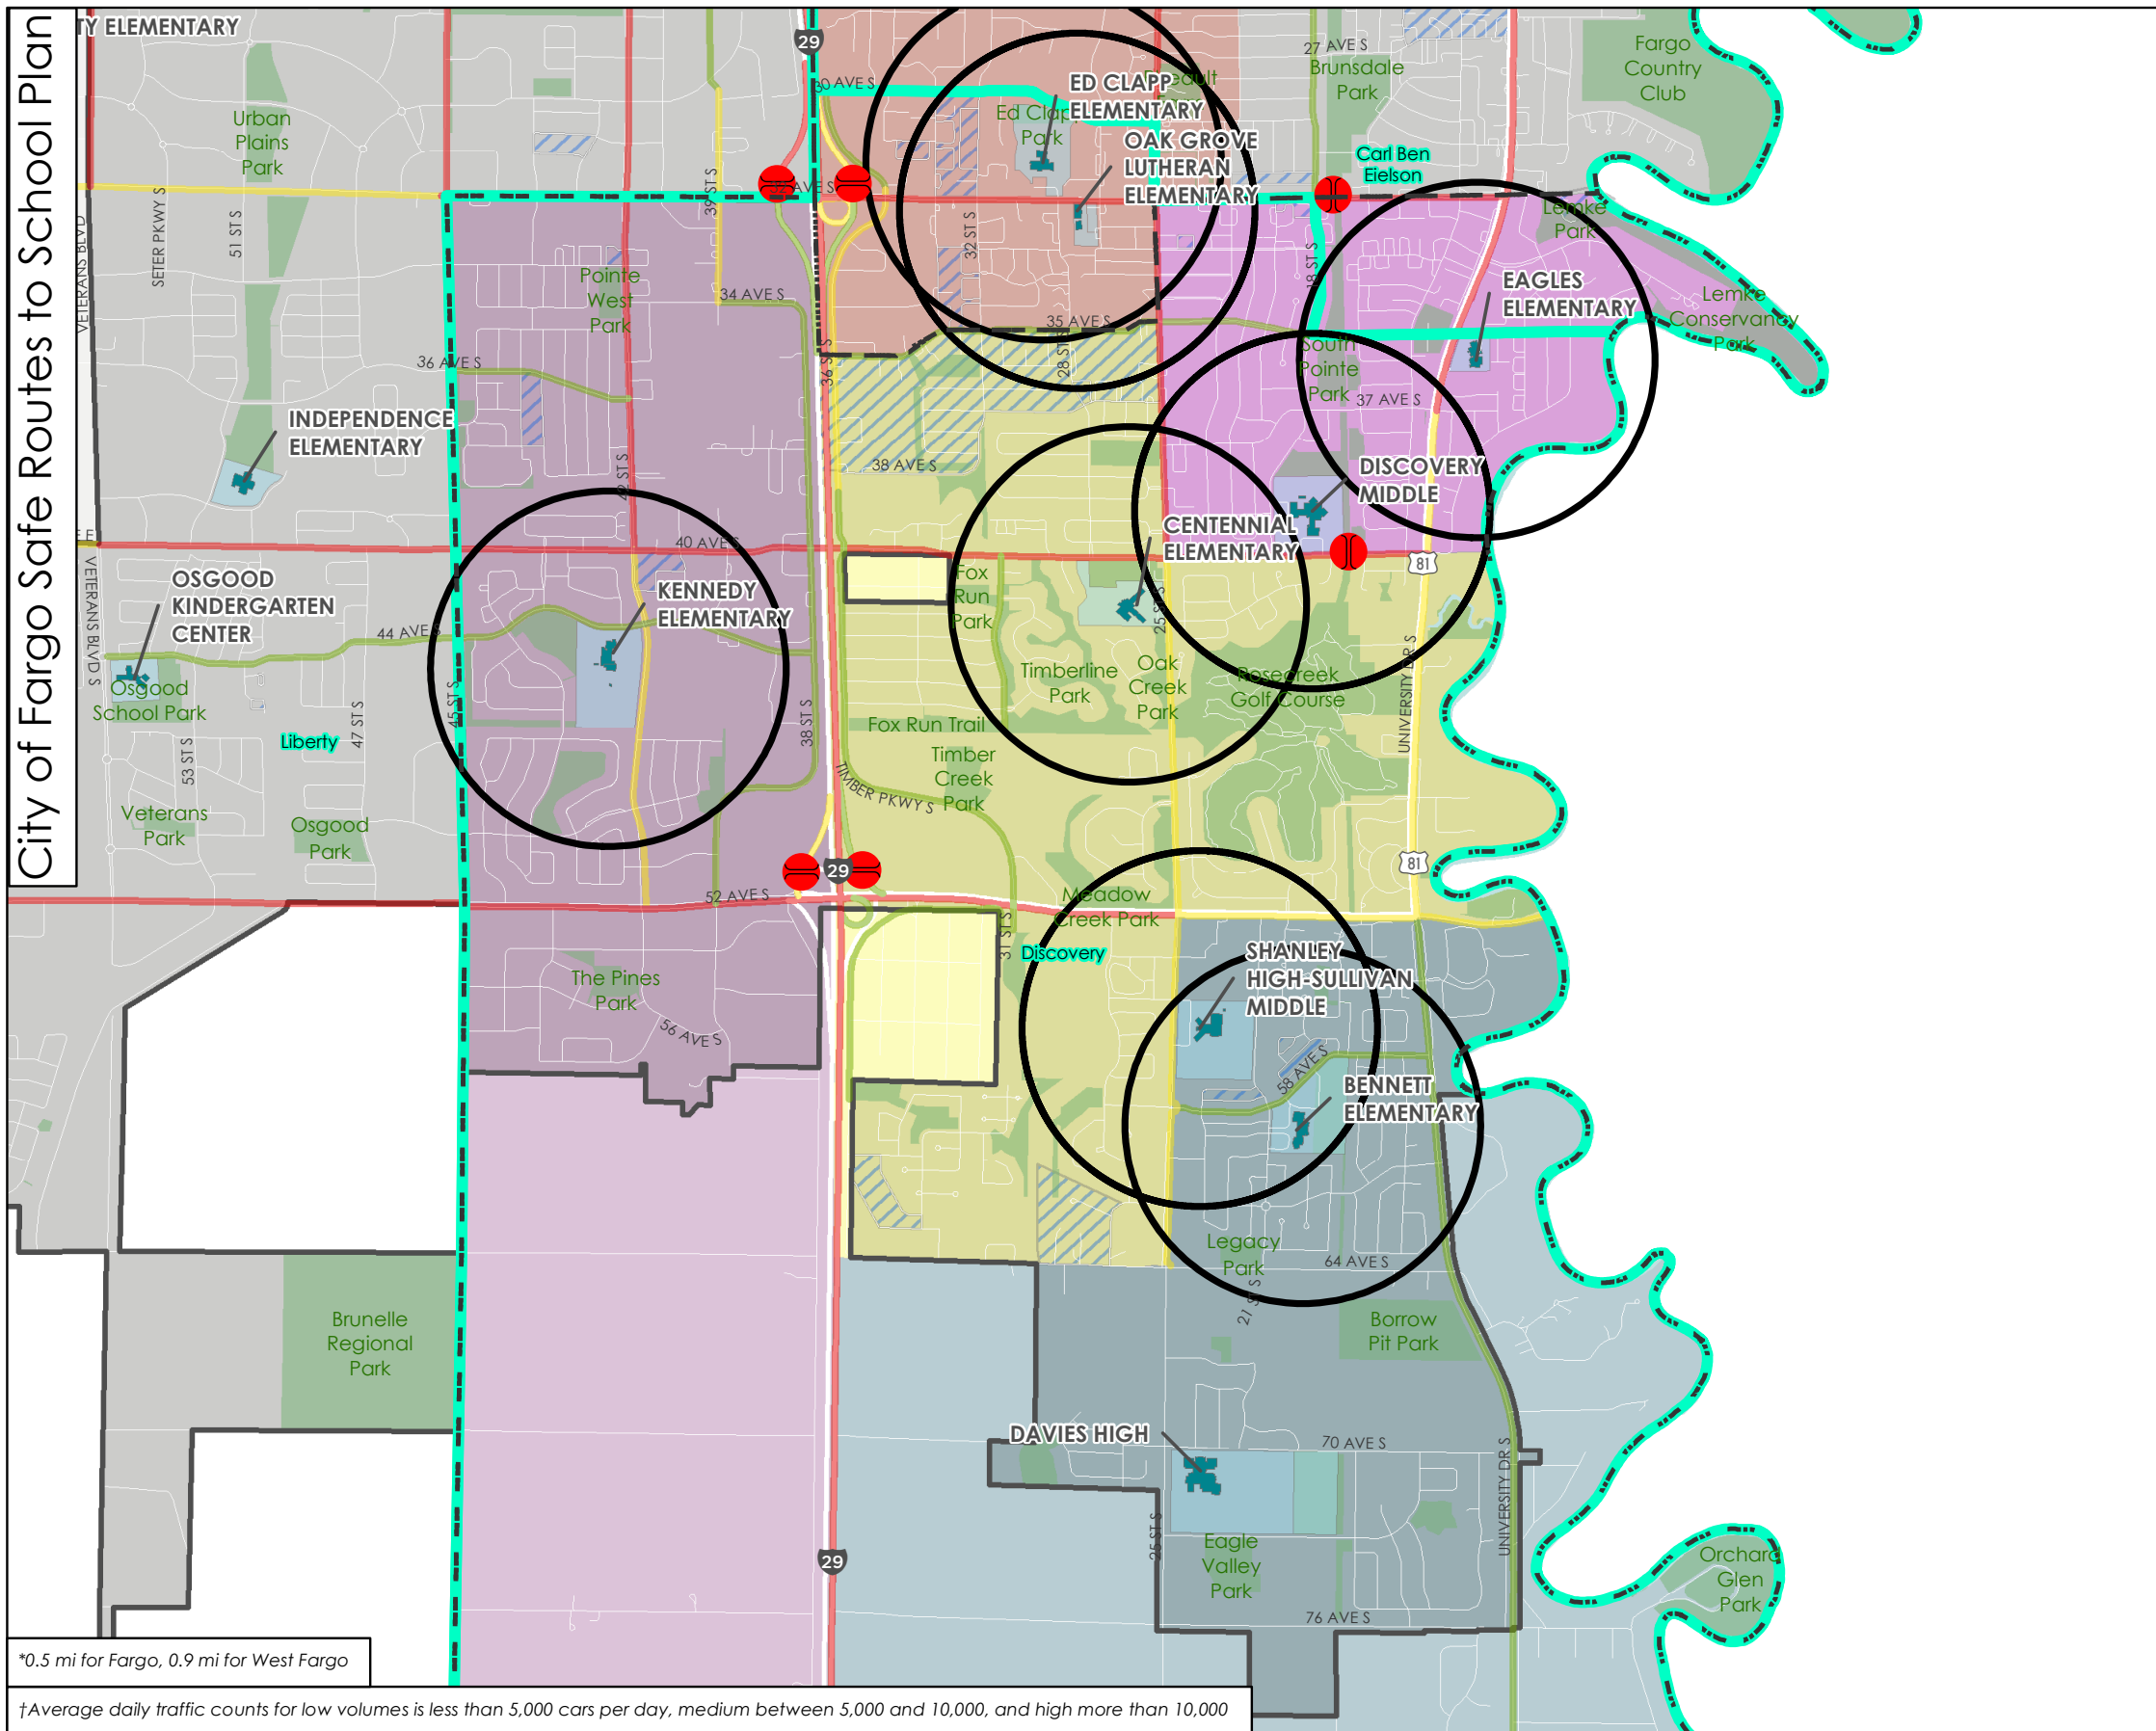 City of Fargo Safe Routes to School Plan
TY ELEMENTARY
29
30 AVE S
27 AVE S
Brunsdale
Park
Fargo
Country
Club
Urban
Plains
Park
ED CLAPP
ELEMENTARY
Ed Clapp
Park
OAK GROVE
LUTHERAN
ELEMENTARY
Carl Ben
Eielson
32 AVE S
39 ST S
SETER PKWY S
51 ST S
VETERANS BLVD
32 ST S
18 ST S
Lemke
Park
Pointe
West
Park
34 AVE S
35 AVE S
28 ST S
36 ST S
EAGLES
ELEMENTARY
Lemke
Conservancy
Park
South
Pointe
Park
36 AVE S
37 AVE S
INDEPENDENCE
ELEMENTARY
42 ST S
38 AVE S
DISCOVERY
MIDDLE
CENTENNIAL
ELEMENTARY
40 AVE S
81
OSGOOD
KINDERGARTEN
CENTER
VETERANS BLVD S
KENNEDY
ELEMENTARY
Fox
Run
Park
25 ST S
44 AVE S
Osgood
School Park
45 ST S
47 ST S
53 ST S
Liberty
38 ST S
Timberline
Park
Oak
Creek
Park
Rosecreek
Golf Course
UNIVERSITY DR S
Fox Run Trail
Timber
Creek
Park
TIMBER PKWY S
Veterans
Park
Osgood
Park
29
81
52 AVE S
Meadow
Creek Park
31 ST S
Discovery
SHANLEY
HIGH-SULLIVAN
MIDDLE
The Pines
Park
56 AVE S
58 AVE S
BENNETT
ELEMENTARY
Legacy
Park
64 AVE S
21 ST S
Brunelle
Regional
Park
Borrow
Pit Park
DAVIES HIGH
70 AVE S
25 ST S
UNIVERSITY DR S
29
Eagle
Valley
Park
Orchard
Glen
Park
76 AVE S
*0.5 mi for Fargo, 0.9 mi for West Fargo
†Average daily traffic counts for low volumes is less than 5,000 cars per day, medium between 5,000 and 10,000, and high more than 10,000